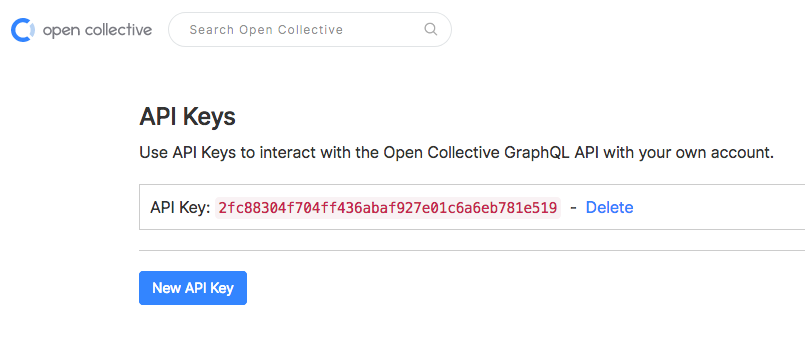 open collective
Search Open Collective
API Keys
Use API Keys to interact with the Open Collective GraphQL API with your own account.
API Key: 2fc88304f704ff436abaf927e01c6a6eb781e519 - Delete
New API Key